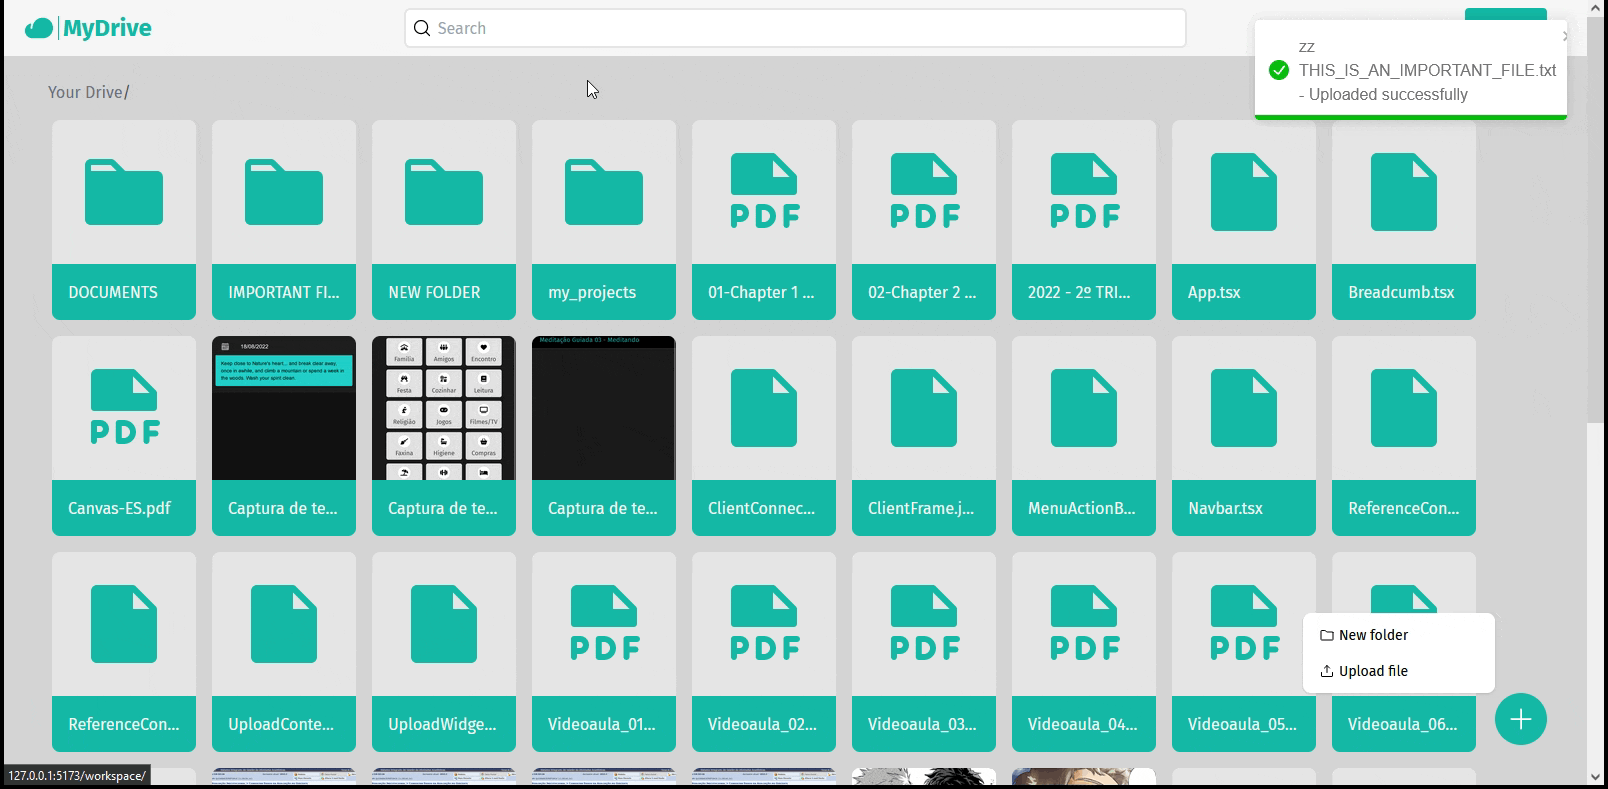 MyDrive
Search
zz
THIS_IS_AN_IMPORTANT_FILE.txt
- Uploaded successfully
Your Drive/
PDF
PDF
PDF
DOCUMENTS
IMPORTANT FI...
NEW FOLDER
my_projects
01-Chapter 1 ...
02-Chapter 2 ...
2022 - 2º TRI...
App.tsx
Breadcumb.tsx
18/08/2022
Keep close to Nature's heart... and break clear away,
once in awhile, and climb a mountain or spend a week in
the woods. Wash your spirit clean.
Família
Amigos
Encontro
Festa
Cozinhar
Leitura
Religião
Jogos
Filmes/TV
Faxina
Higiene
Compras
Meditação Guiada 03 - Meditando
PDF
Canvas-ES.pdf
Captura de te...
Captura de te...
Captura de te...
ClientConnec...
ClientFrame.j...
MenuActionB...
Navbar.tsx
ReferenceCon...
PDF
PDF
PDF
PDF
PDF
New folder
Upload file
ReferenceCon...
UploadConte...
UploadWidge...
Videoaula_01...
Videoaula_02...
Videoaula_03...
Videoaula_04...
Videoaula_05...
Videoaula_06...
127.0.0.1:5173/workspace/